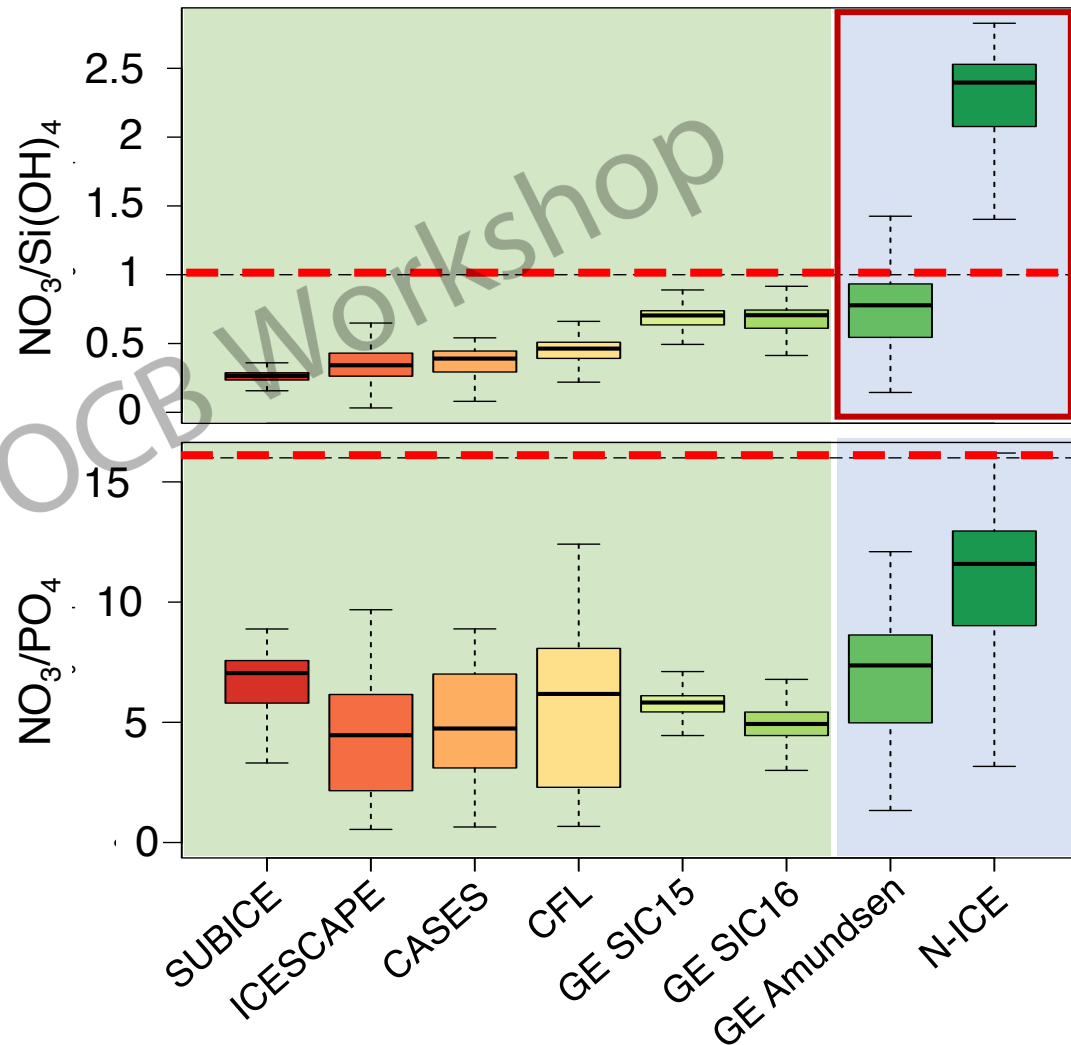 NO3/Si(OH)4
2.5
2
1.5
1
0.5
0
OCB Workshop
NO3/PO4
15
10
5
0
SUBICE
ICESCAPE
CASES
CFL
GE SIC15
GE SIC16
GE Amundsen
N-ICE